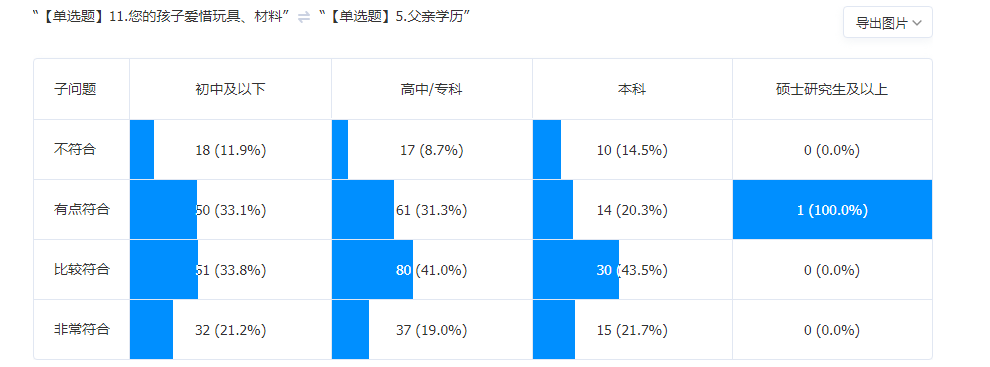 “【单选题】11.您的孩子爱惜玩具、材料” ⇌ “【单选题】5.父亲学历”
导出图片
子问题 初中及以下 高中/专科 本科 硕士研究生及以上
不符合 18 (11.9%) 17 (8.7%) 10 (14.5%) 0 (0.0%)
有点符合 50 (33.1%) 61 (31.3%) 14 (20.3%) 1 (100.0%)
比较符合 51 (33.8%) 80 (41.0%) 30 (43.5%) 0 (0.0%)
非常符合 32 (21.2%) 37 (19.0%) 15 (21.7%) 0 (0.0%)